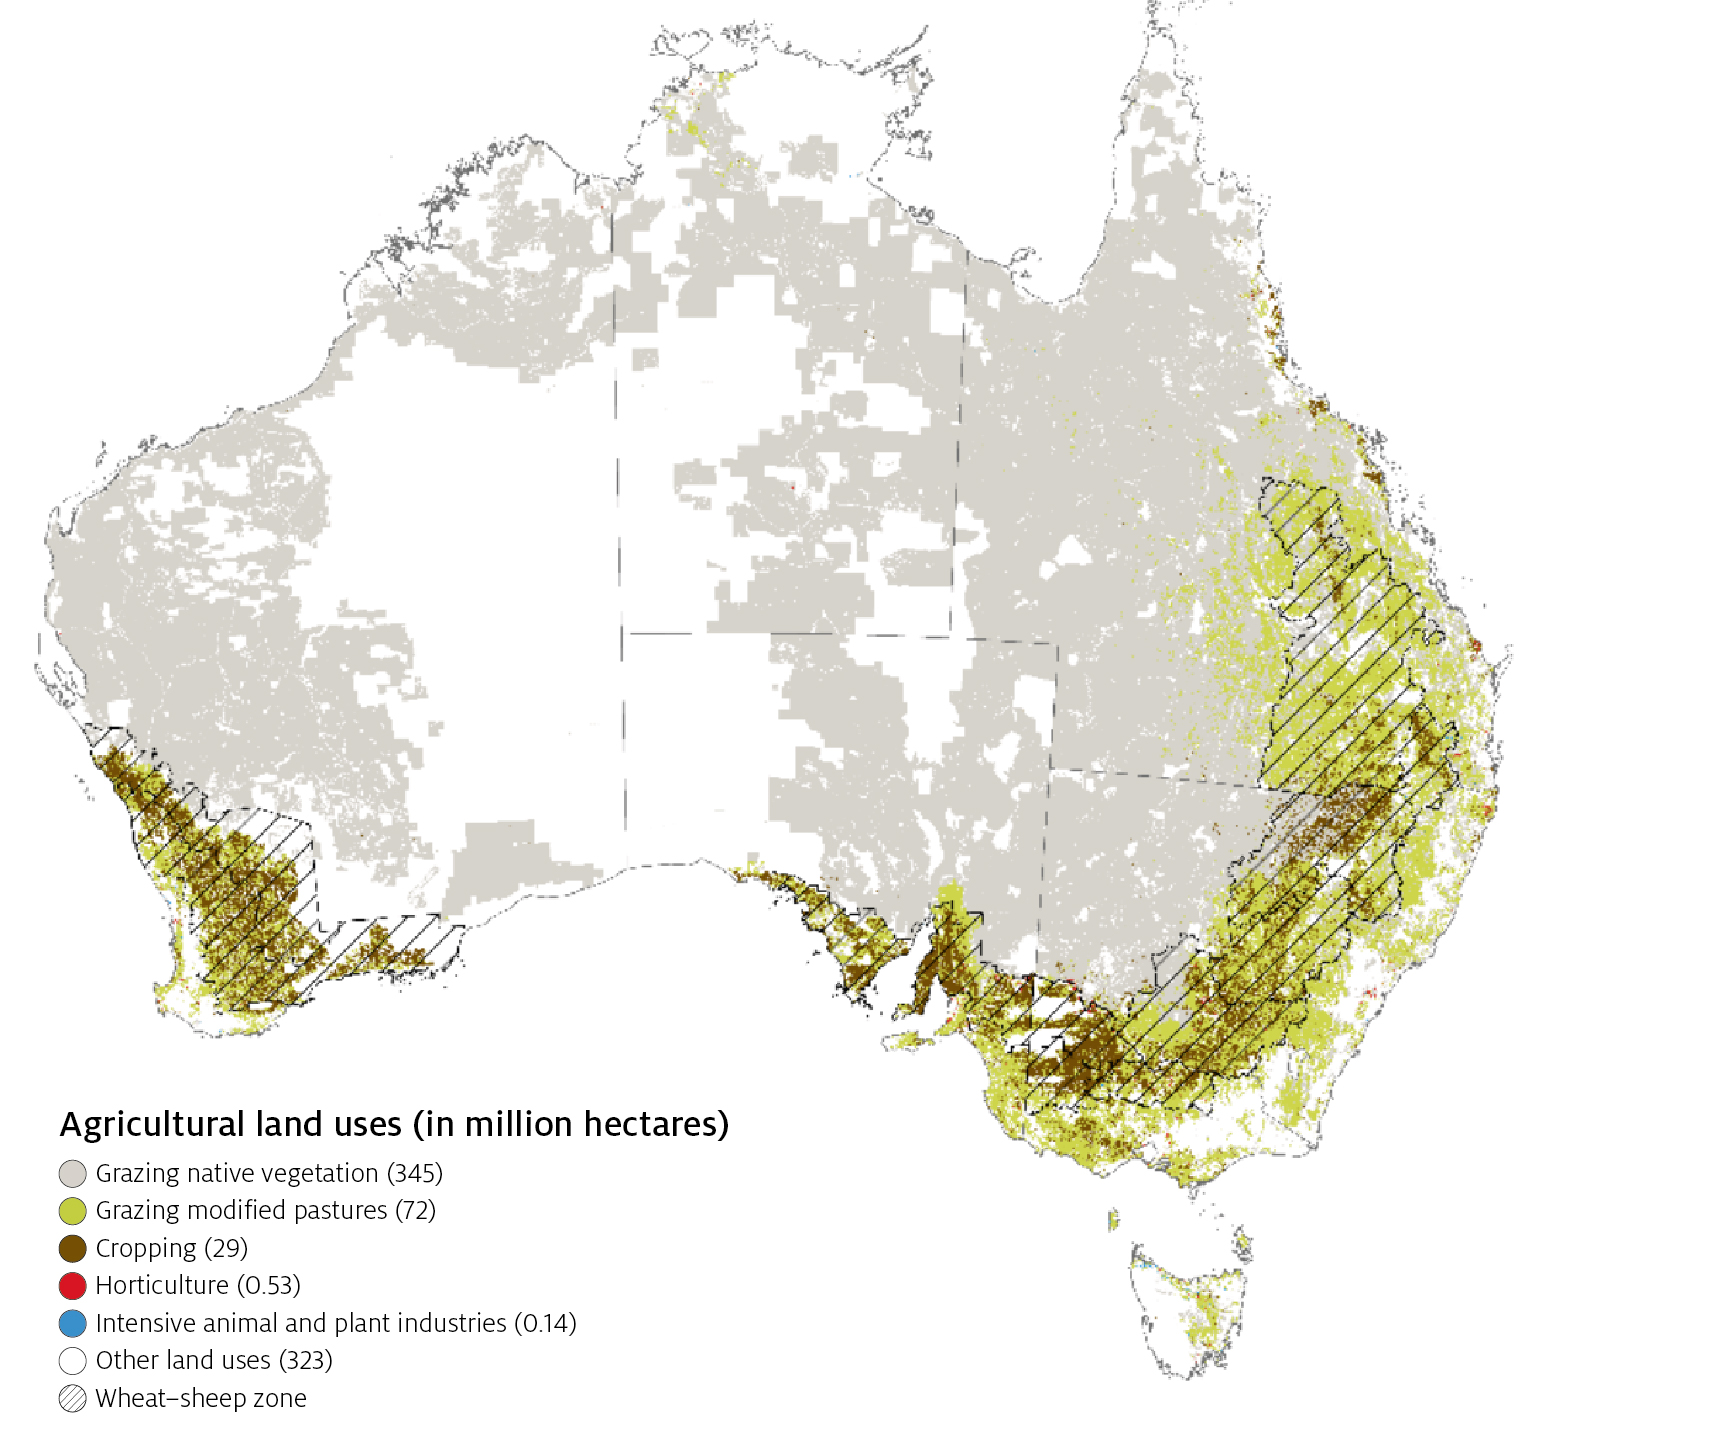 Agricultural land uses (in million hectares)
Grazing native vegetation (345)
Grazing modified pastures (72)
Cropping (29)
Horticulture (0.53)
Intensive animal and plant industries (0.14)
Other land uses (323)
Wheat–sheep zone